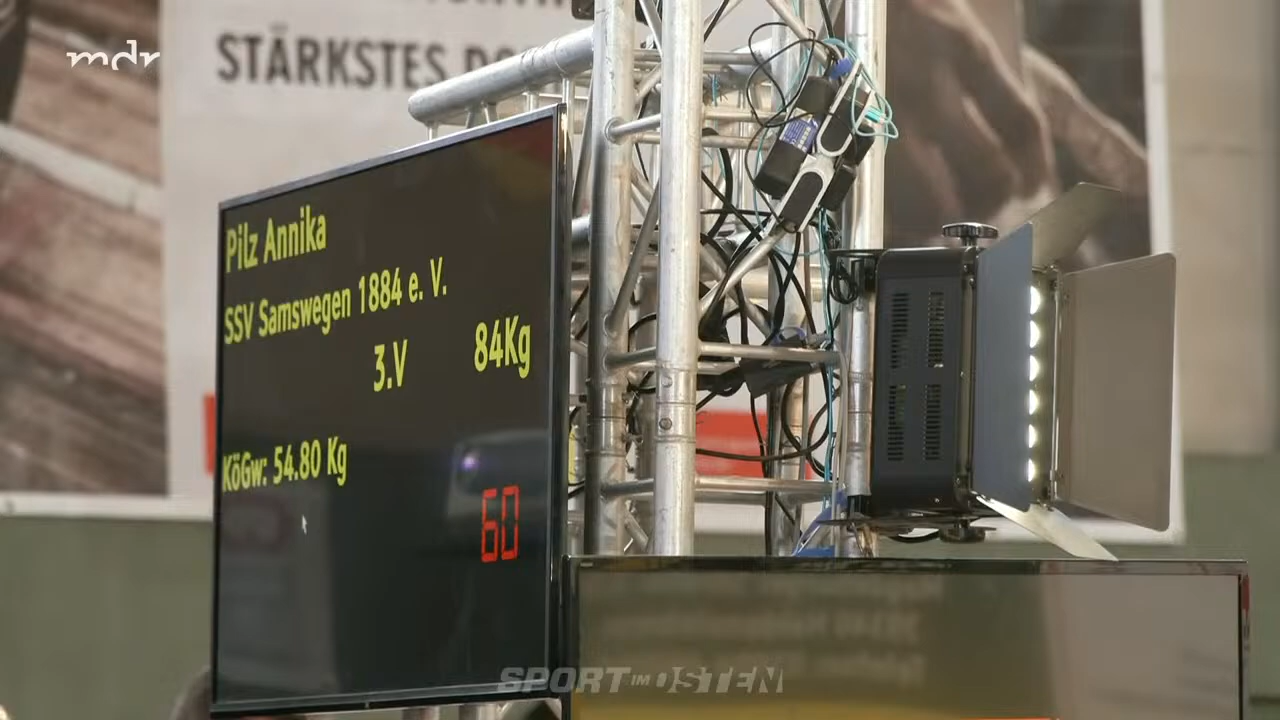 mdr
STÄRKSTES
Pilz Annika
SSV Samswegen 1884 e. V.
3.V 84Kg
KöGw: 54.80 Kg
60
SPORT IM OSTEN